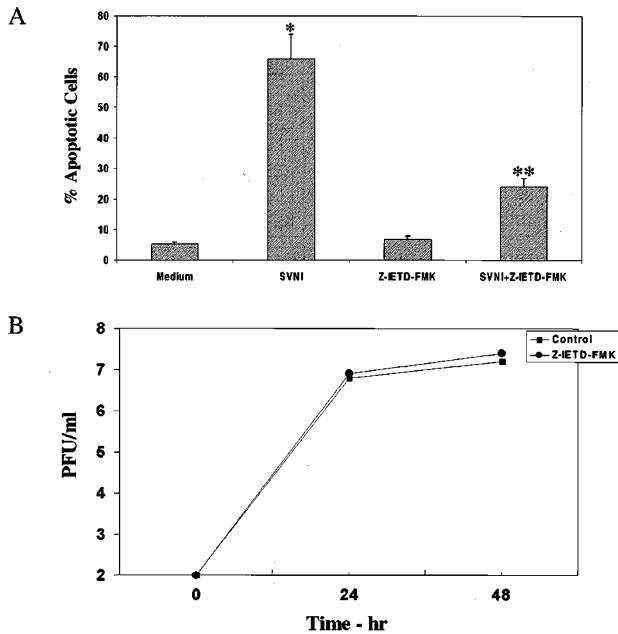 A
% Apoptotic Cells
80
70
60
50
40
30
20
10
0
*
**
Medium
SVNI
Z-IETD-FMK
SVNI+Z-IETD-FMK
B
PFU/ml
8
7
6
5
4
3
2
Control
Z-IETD-FMK
0
24
48
Time - hr